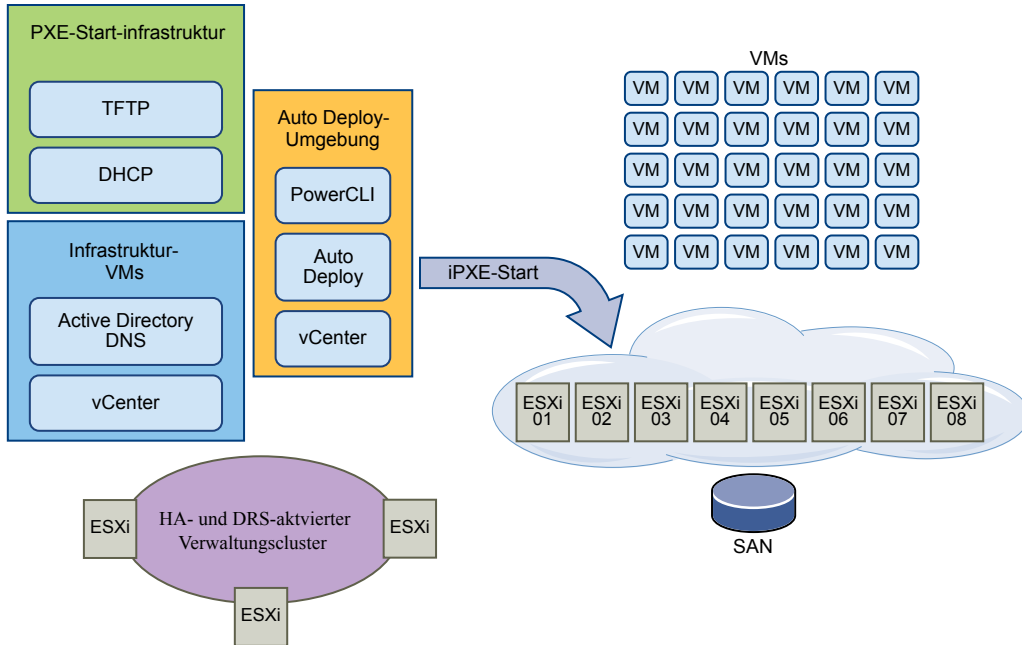 PXE-Start-infrastruktur
TFTP
DHCP
Infrastruktur-
VMs
Active Directory
DNS
vCenter
Auto Deploy-
Umgebung
PowerCLI
Auto
Deploy
vCenter
iPXE-Start
VMs
VM VM VM VM VM VM
VM VM VM VM VM VM
VM VM VM VM VM VM
VM VM VM VM VM VM
VM VM VM VM VM VM
ESXi ESXi ESXi ESXi ESXi ESXi ESXi ESXi
01 02 03 04 05 06 07 08
SAN
HA- und DRS-aktvierter
Verwaltungscluster
ESXi
ESXi
ESXi